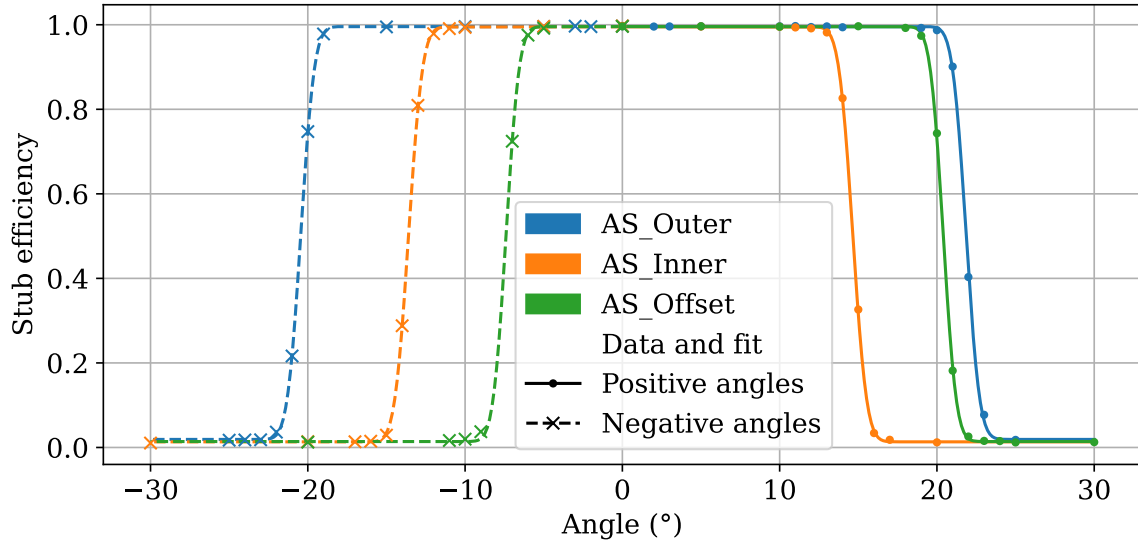 Stub efficiency
1.0
0.8
0.6
0.4
0.2
0.0
AS_Outer
AS_Inner
AS_Offset
Data and fit
Positive angles
Negative angles
−30 −20 −10 0 10 20 30
Angle (°)